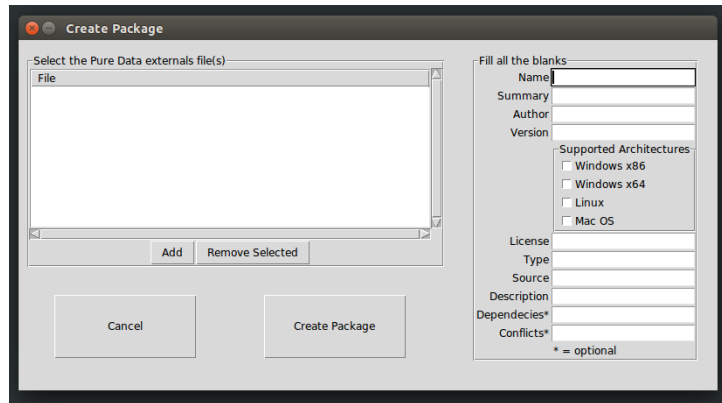 Create Package
Select the Pure Data externals file(s)
File
Add
Remove Selected
Cancel
Create Package
Fill all the blanks
Name
Summary
Author
Version
Supported Architectures
Windows x86
Windows x64
Linux
Mac OS
License
Type
Source
Description
Dependecies*
Conflicts*
* = optional